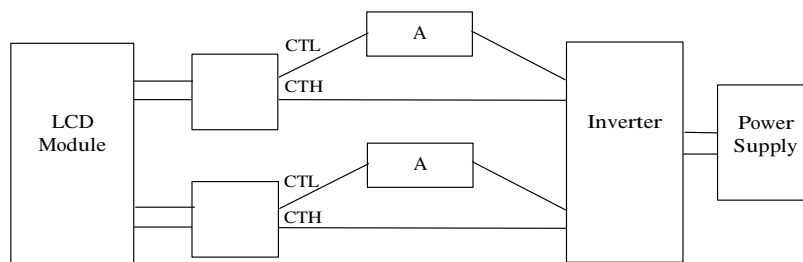 CTL
A
CTH
LCD
Module
Inverter
Power
Supply
CTL
A
CTH